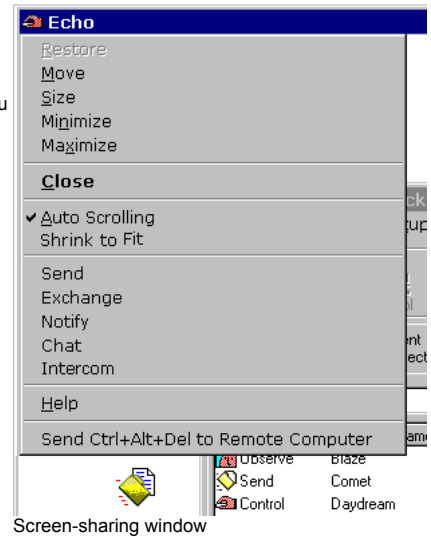 Echo
Restore
Move
Size
Minimize
Maximize
Close
Auto Scrolling
Shrink to Fit
Send
Exchange
Notify
Chat
Intercom
Help
Send Ctrl+Alt+Del to Remote Computer
Observe Blaze
Send Comet
Control Daydream
Screen-sharing window